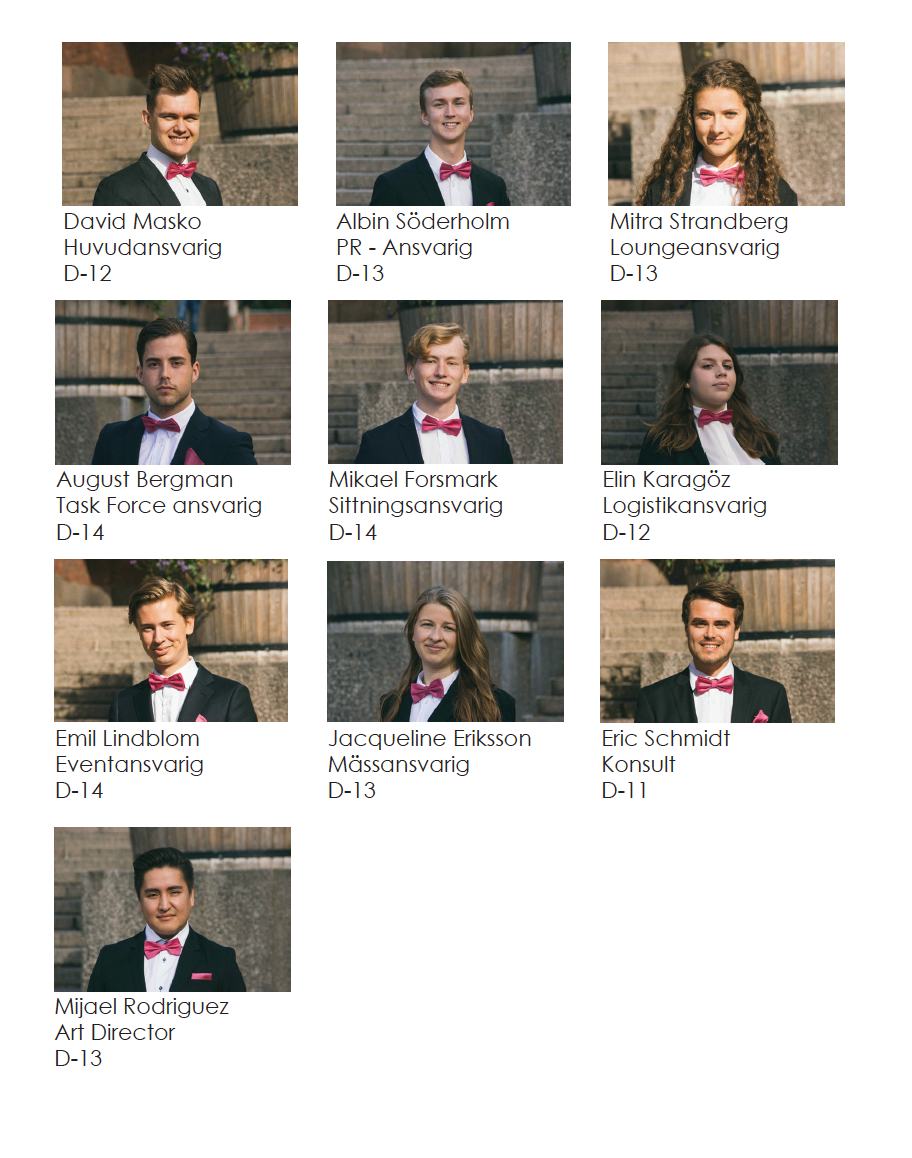 David Masko
Huvudansvarig
D-12
Albin Söderholm
PR - Ansvarig
D-13
Mitra Strandberg
Loungeansvarig
D-13
August Bergman
Task Force ansvarig
D-14
Mikael Forsmark
Sittningsansvarig
D-14
Elin Karagöz
Logistikansvarig
D-12
Emil Lindblom
Eventansvarig
D-14
Jacqueline Eriksson
Mässansvarig
D-13
Eric Schmidt
Konsult
D-11
Mijael Rodriguez
Art Director
D-13